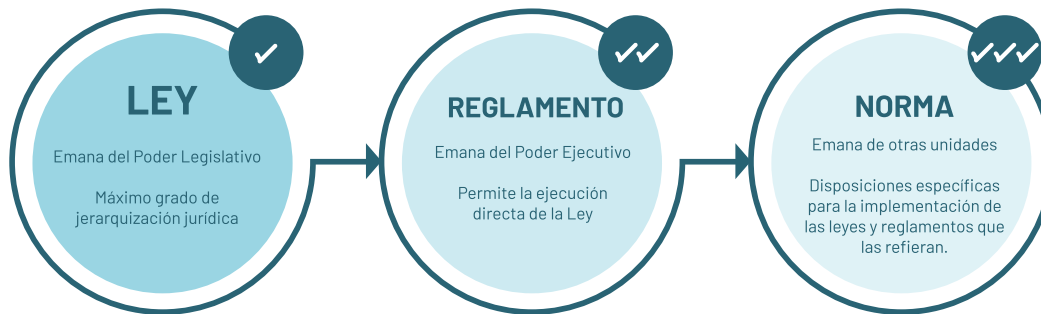 LEY
Emana del Poder Legislativo
Máximo grado de
jerarquización jurídica
REGLAMENTO
Emana del Poder Ejecutivo
Permite la ejecución
directa de la Ley
NORMA
Emana de otras unidades
Disposiciones específicas
para la implementación de
las leyes y reglamentos que
las refieran.